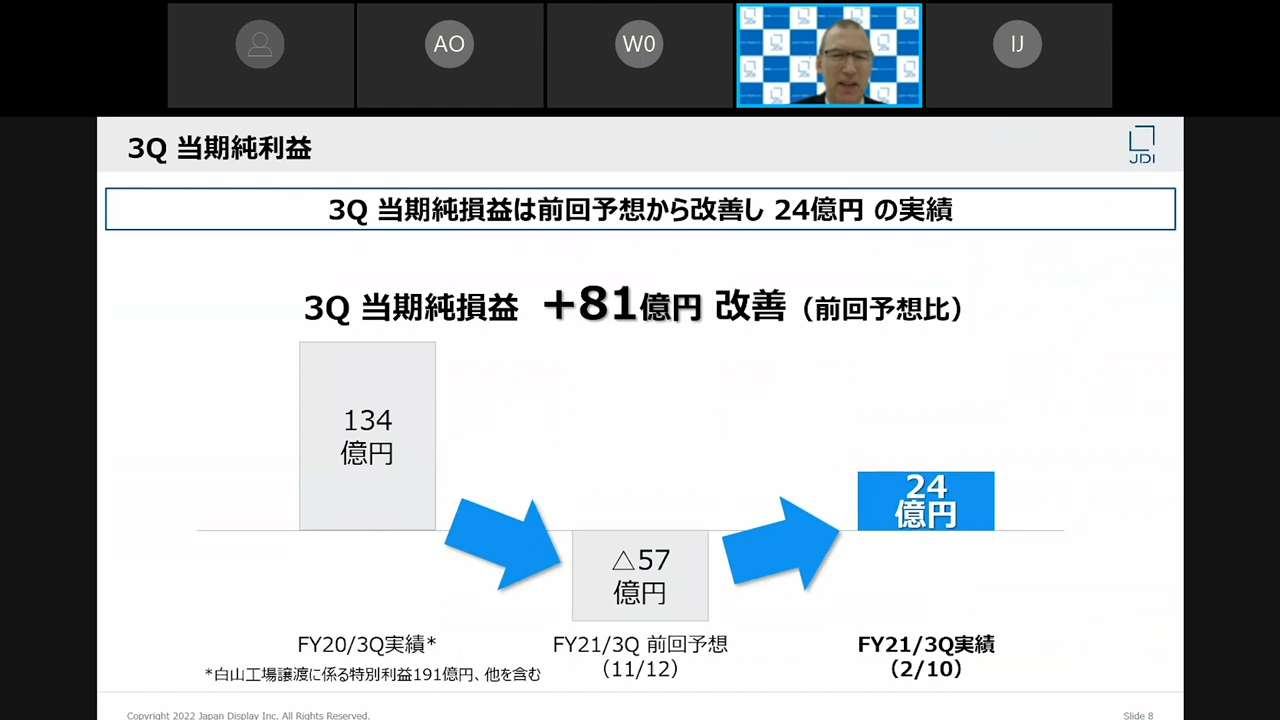 AO
W0
IJ
3Q 当期純利益
JDI
3Q 当期純損益は前回予想から改善し 24億円 の実績
3Q 当期純損益 +81億円 改善（前回予想比）
134
億円
24
億円
△57
億円
FY20/3Q実績*
FY21/3Q 前回予想
（11/12）
FY21/3Q実績
（2/10）
*白山工場譲渡に係る特別利益191億円、他を含む
Copyright 2022 Japan Display Inc. All Rights Reserved.
Slide 8